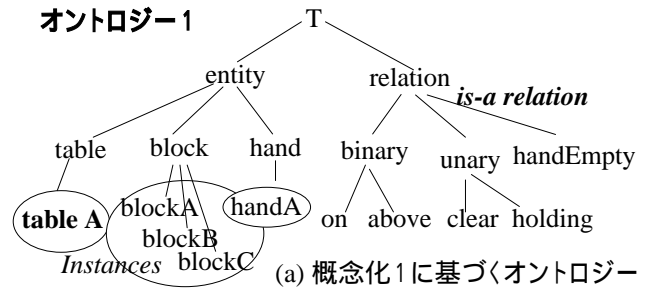 オントロジー1
T
entity
relation
is-a relation
table
block
hand
binary
unary
handEmpty
table A
blockA
handA
on
above
clear
holding
blockB
Instances
blockC
(a) 概念化1に基づくオントロジー